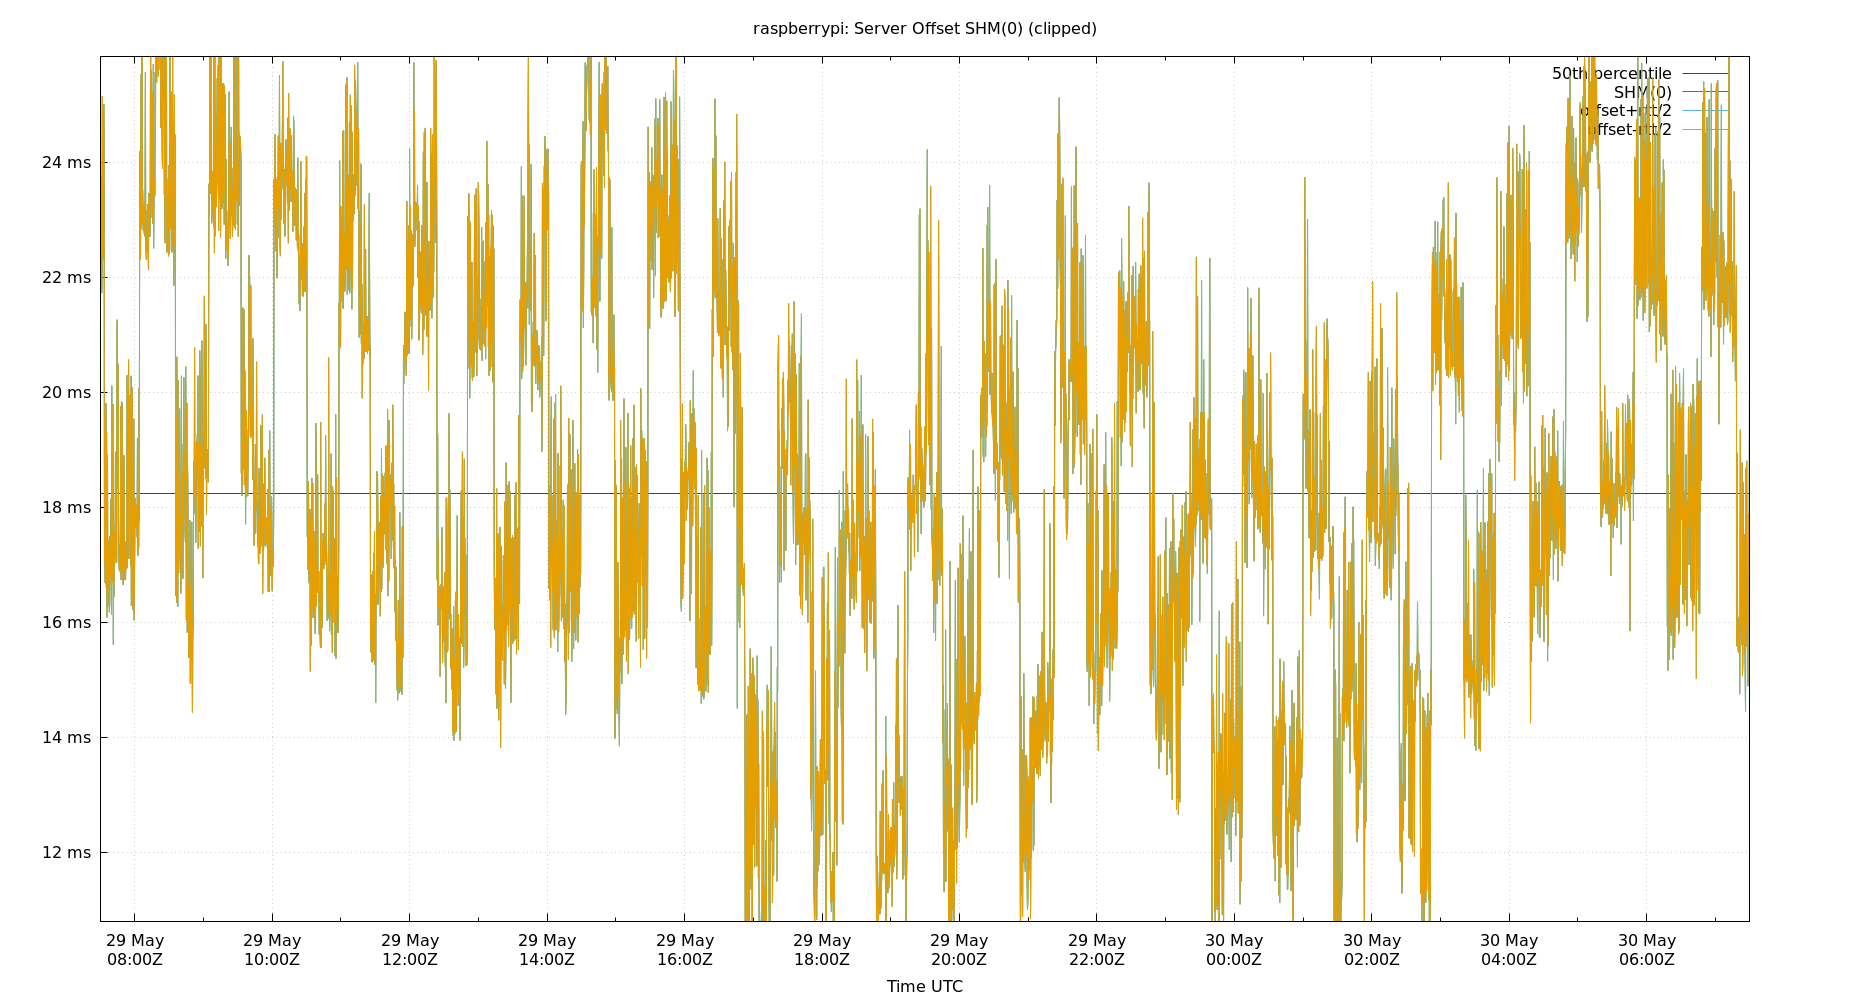 raspberrypi: Server Offset SHM(0) (clipped)
50th percentile
SHM(0)
offset+rtt/2
offset-rtt/2
24 ms
22 ms
20 ms
18 ms
16 ms
14 ms
12 ms
29 May 29 May 29 May 29 May 29 May 29 May 29 May 29 May 30 May 30 May 30 May 30 May
08:00Z 10:00Z 12:00Z 14:00Z 16:00Z 18:00Z 20:00Z 22:00Z 00:00Z 02:00Z 04:00Z 06:00Z
Time UTC